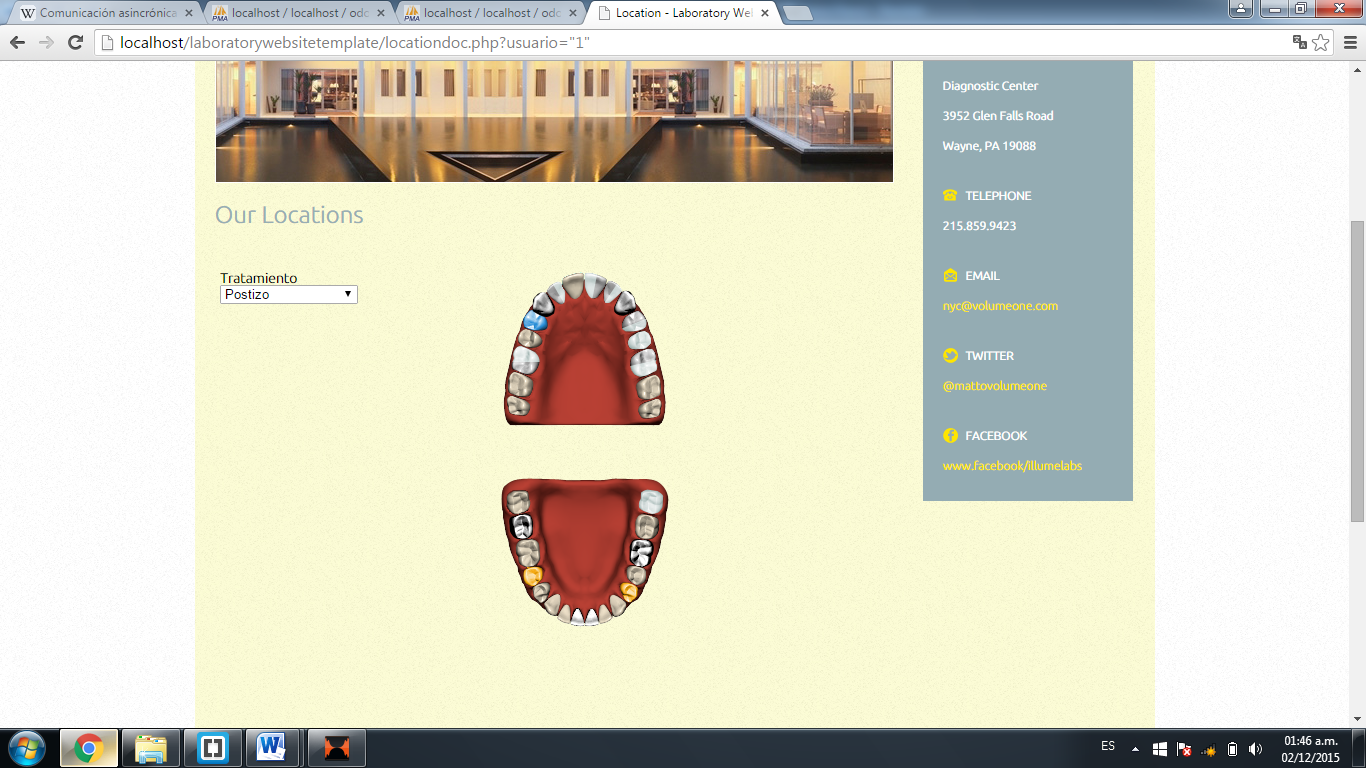 Comunicación asincrónica
localhost / localhost / odo
localhost / localhost / odo
Location - Laboratory Wel
localhost/laboratorywebsitetemplate/locationdoc.php?usuario="1"
Diagnostic Center
3952 Glen Falls Road
Wayne, PA 19088
TELEPHONE
215.859.9423
EMAIL
nyc@volumeone.com
TWITTER
@mattovolumeone
FACEBOOK
www.facebook/illumelabs
Our Locations
Tratamiento
Postizo
ES
01:46 a.m.
02/12/2015